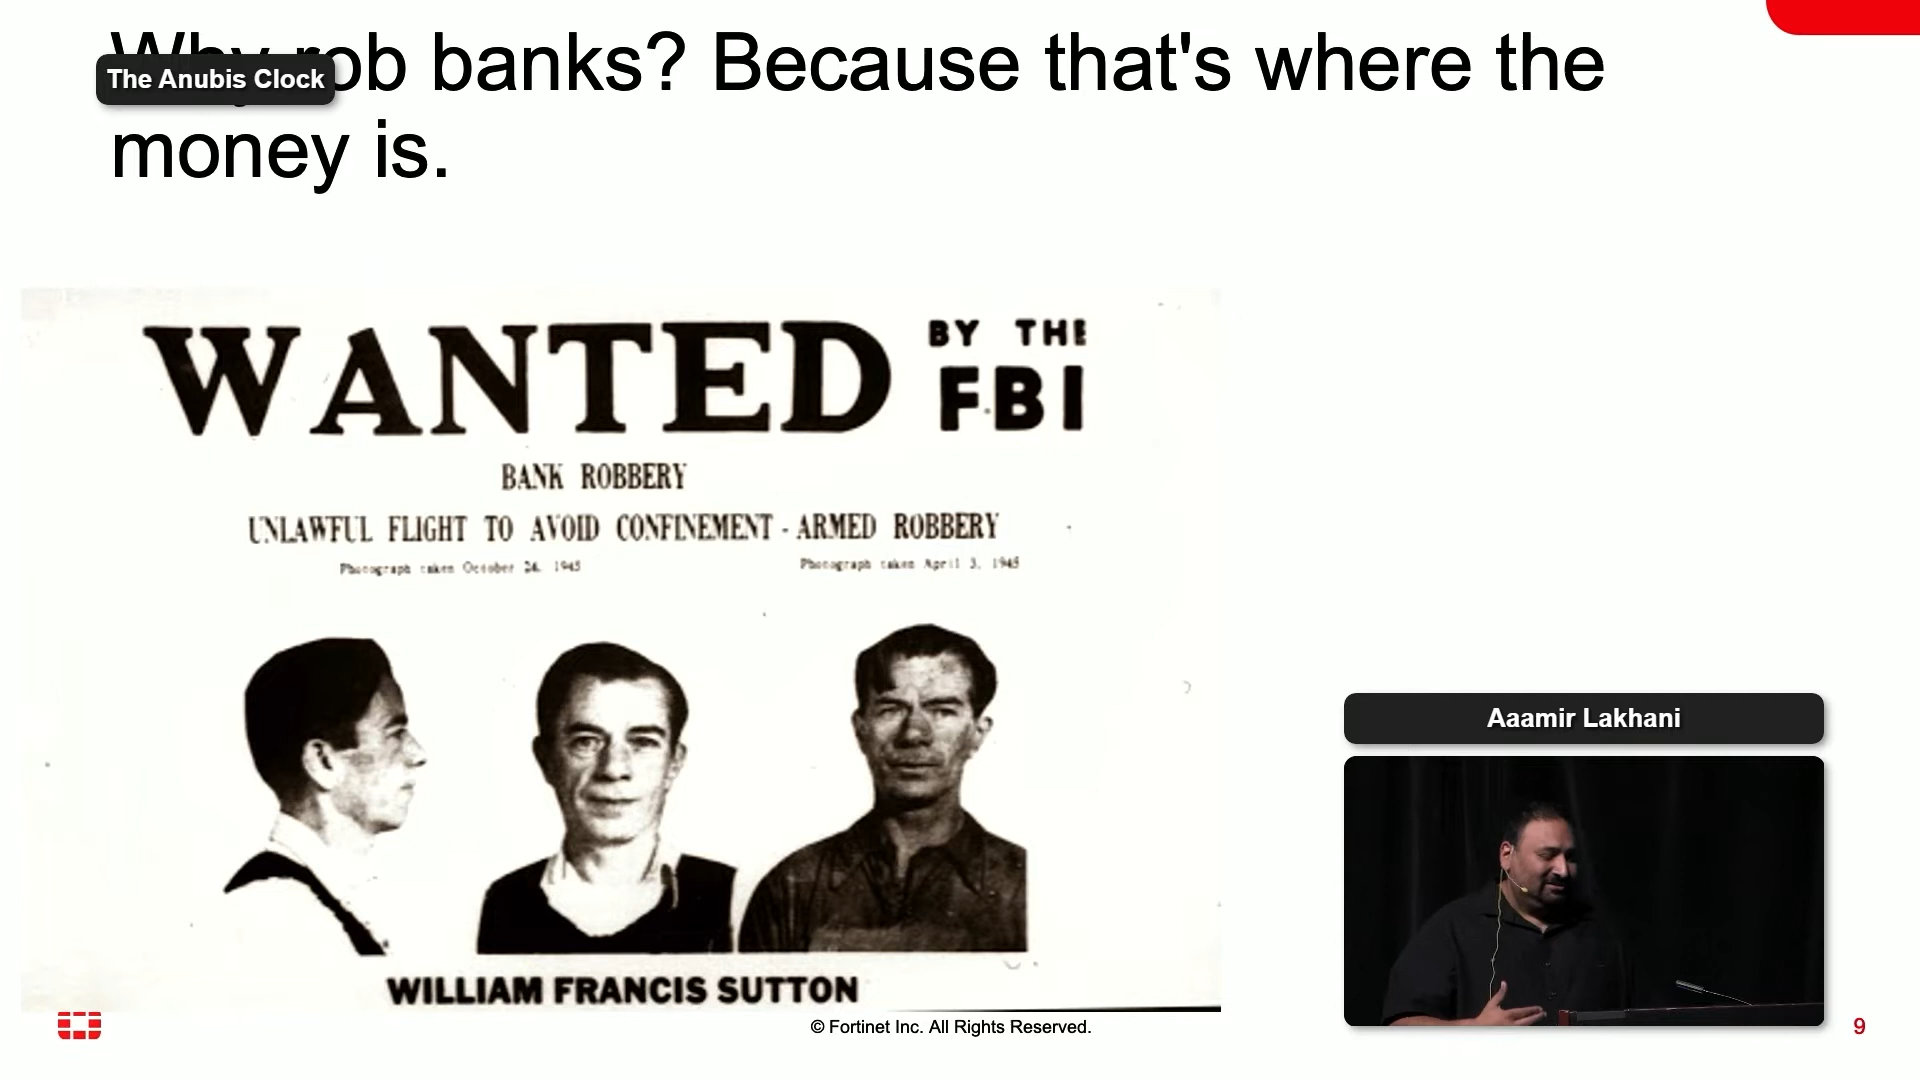 Why rob banks? Because that's where the
The Anubis Clock
money is.
WANTED BY THE
FBI
BANK ROBBERY
UNLAWFUL FLIGHT TO AVOID CONFINEMENT - ARMED ROBBERY
Photograph taken October 24, 1945 Photograph taken April 3, 1945
Aaamir Lakhani
WILLIAM FRANCIS SUTTON
© Fortinet Inc. All Rights Reserved.
9